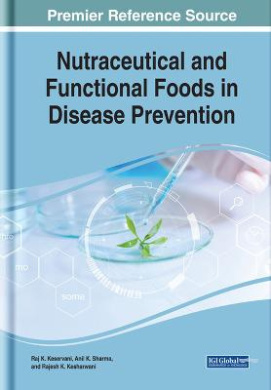 Premier Reference Source
Nutraceutical and
Functional Foods in
Disease Prevention
Raj K. Keservani, Anil K. Sharma,
and Rajesh K. Kesharwani
IGI Global